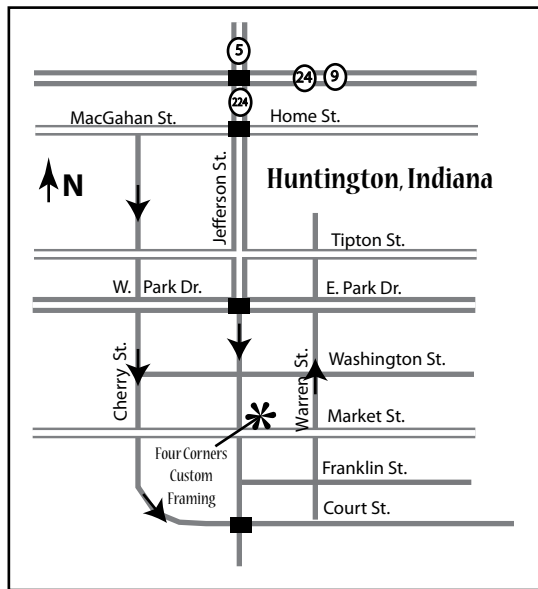 5
24 9
224
MacGahan St. Home St.
N
Huntington, Indiana
Jefferson St.
Tipton St.
W. Park Dr. E. Park Dr.
Cherry St.
Warren St.
Washington St.
Market St.
Four Corners
Custom
Framing
Franklin St.
Court St.